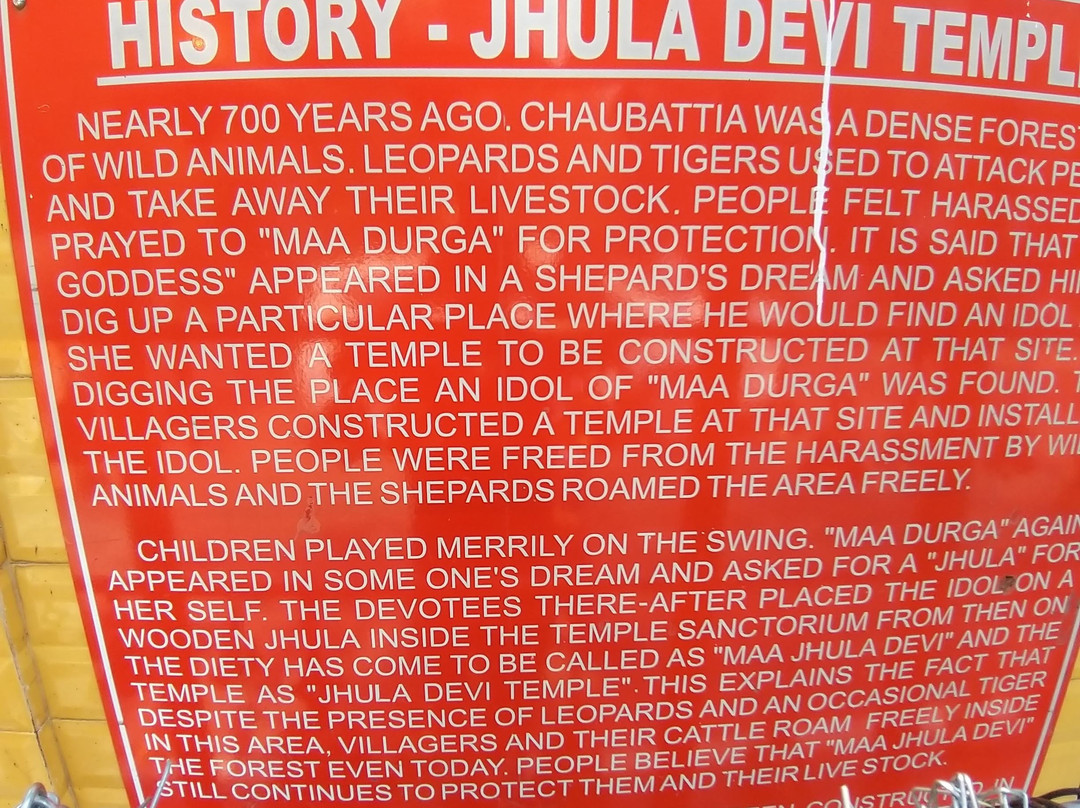 HISTORY - JHULA DEVI TEMPL
NEARLY 700 YEARS AGO. CHAUBATTIA WAS A DENSE FORES
OF WILD ANIMALS. LEOPARDS AND TIGERS USED TO ATTACK PE
AND TAKE AWAY THEIR LIVESTOCK. PEOPLE FELT HARASSED
PRAYED TO "MAA DURGA" FOR PROTECTION. IT IS SAID THAT
GODDESS" APPEARED IN A SHEPARD'S DREAM AND ASKED HI
DIG UP A PARTICULAR PLACE WHERE HE WOULD FIND AN IDOL
SHE WANTED A TEMPLE TO BE CONSTRUCTED AT THAT SITE.
DIGGING THE PLACE AN IDOL OF "MAA DURGA" WAS FOUND. T
VILLAGERS CONSTRUCTED A TEMPLE AT THAT SITE AND INSTALL
THE IDOL. PEOPLE WERE FREED FROM THE HARASSMENT BY WI
ANIMALS AND THE SHEPARDS ROAMED THE AREA FREELY.
CHILDREN PLAYED MERRILY ON THE SWING. "MAA DURGA" AGAIN
APPEARED IN SOME ONE'S DREAM AND ASKED FOR A "JHULA" FOR
HER SELF. THE DEVOTEES THERE-AFTER PLACED THE IDOL ON A
WOODEN JHULA INSIDE THE TEMPLE SANCTORIUM FROM THEN ON
THE DIETY HAS COME TO BE CALLED AS "MAA JHULA DEVI" AND THE
TEMPLE AS "JHULA DEVI TEMPLE". THIS EXPLAINS THE FACT THAT
DESPITE THE PRESENCE OF LEOPARDS AND AN OCCASIONAL TIGER
IN THIS AREA, VILLAGERS AND THEIR CATTLE ROAM FREELY INSIDE
THE FOREST EVEN TODAY. PEOPLE BELIEVE THAT "MAA JHULA DEVI"
STILL CONTINUES TO PROTECT THEM AND THEIR LIVE STOCK.
IN